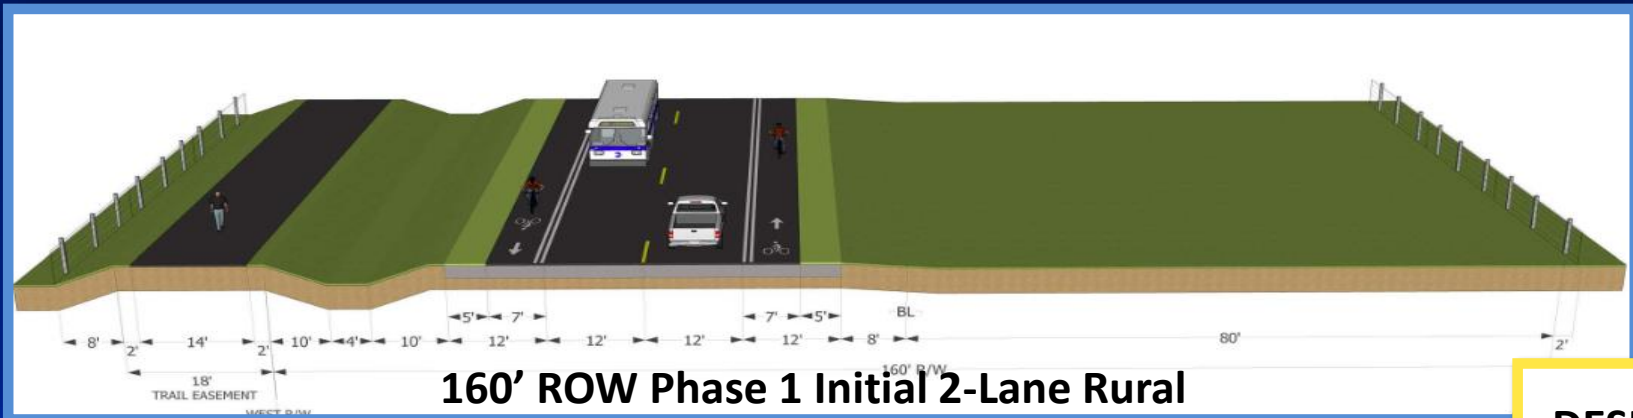 5' 7' 7' 5' BL
8' 2' 14' 2' 10' 4' 10' 12' 12' 12' 12' 8' 80' 2'
18' 160' R/W
TRAIL EASEMENT
160' ROW Phase 1 Initial 2-Lane Rural
WEST R/W